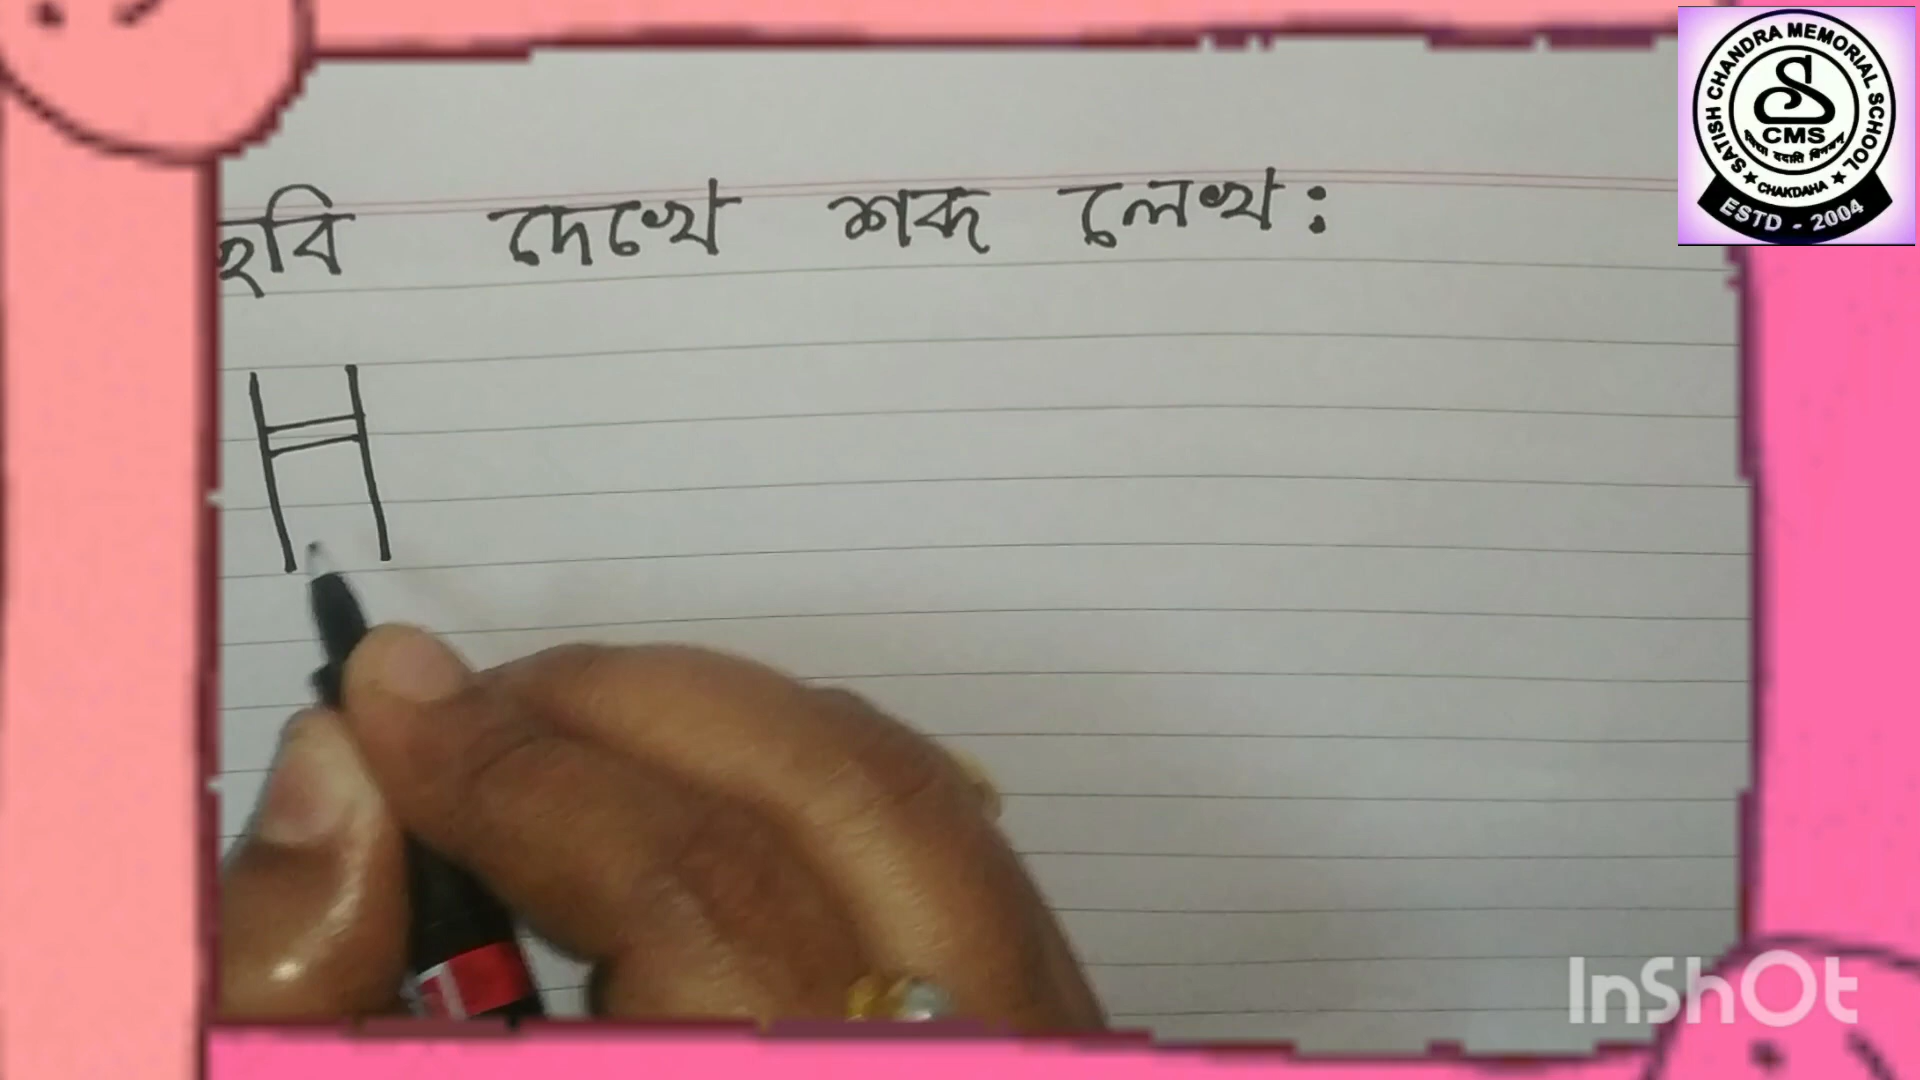 ছবি দেখে শব্দ লেখ:
SATISH CHANDRA MEMORIAL SCHOOL
S
CMS
★ CHAKDAHA ★
ESTD - 2004
InShOt